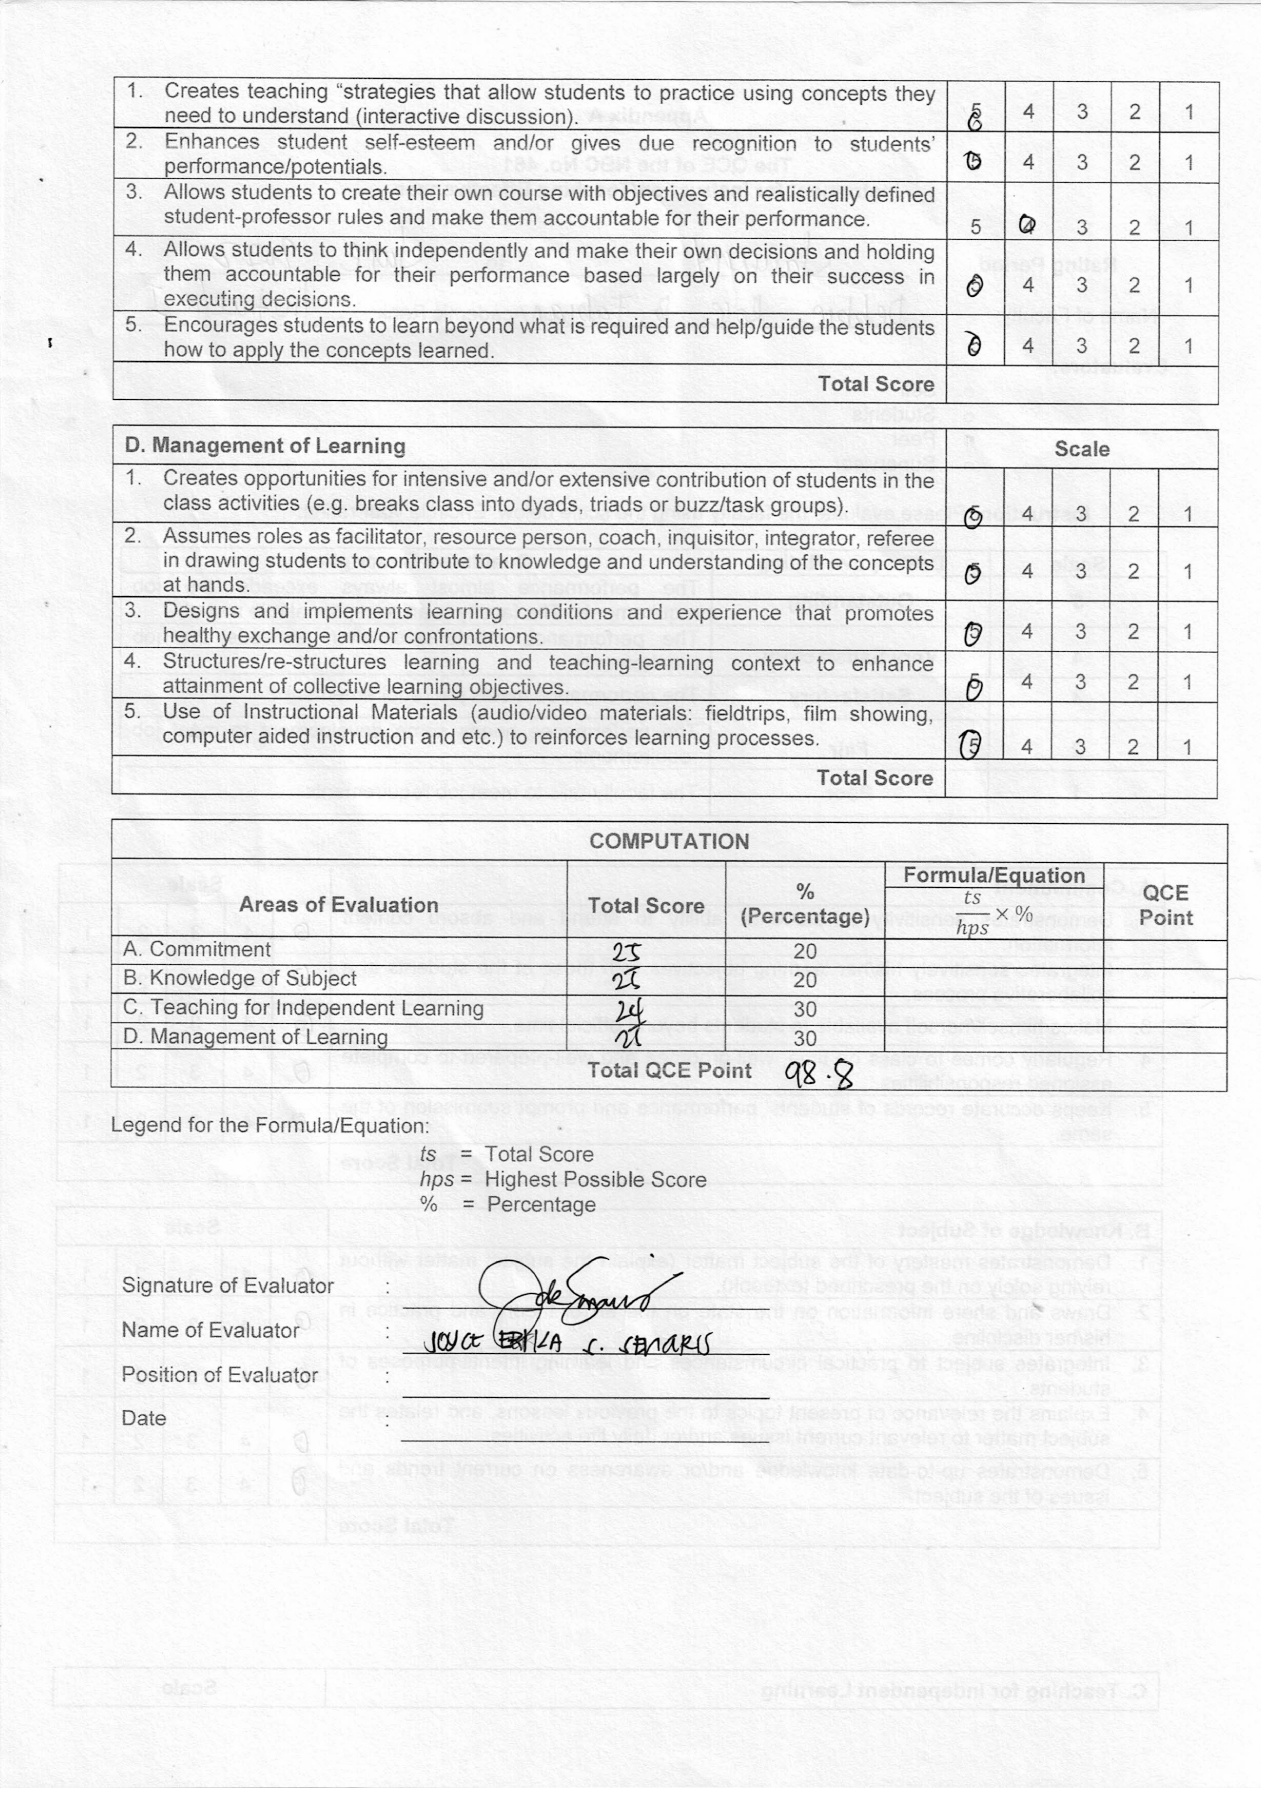 1. Creates teaching “strategies that allow students to practice using concepts they
need to understand (interactive discussion).
5 4 3 2 1
2. Enhances student self-esteem and/or gives due recognition to students’
performance/potentials.
5 4 3 2 1
3. Allows students to create their own course with objectives and realistically defined
student-professor rules and make them accountable for their performance.
5 4 3 2 1
4. Allows students to think independently and make their own decisions and holding
them accountable for their performance based largely on their success in
executing decisions.
5 4 3 2 1
5. Encourages students to learn beyond what is required and help/guide the students
how to apply the concepts learned.
5 4 3 2 1
Total Score
D. Management of Learning Scale
1. Creates opportunities for intensive and/or extensive contribution of students in the
class activities (e.g. breaks class into dyads, triads or buzz/task groups).
5 4 3 2 1
2. Assumes roles as facilitator, resource person, coach, inquisitor, integrator, referee
in drawing students to contribute to knowledge and understanding of the concepts
at hands.
5 4 3 2 1
3. Designs and implements learning conditions and experience that promotes
healthy exchange and/or confrontations.
5 4 3 2 1
4. Structures/re-structures learning and teaching-learning context to enhance
attainment of collective learning objectives.
5 4 3 2 1
5. Use of Instructional Materials (audio/video materials: fieldtrips, film showing,
computer aided instruction and etc.) to reinforces learning processes.
5 4 3 2 1
Total Score
COMPUTATION
Areas of Evaluation Total Score % (Percentage) Formula/Equation ts/hps × % QCE Point
A. Commitment 25 20
B. Knowledge of Subject 25 20
C. Teaching for Independent Learning 24 30
D. Management of Learning 25 30
Total QCE Point 98.8
Legend for the Formula/Equation:
ts = Total Score
hps = Highest Possible Score
% = Percentage
Signature of Evaluator :
Name of Evaluator : JOYCE ERIKA S. SENARIS
Position of Evaluator :
Date :